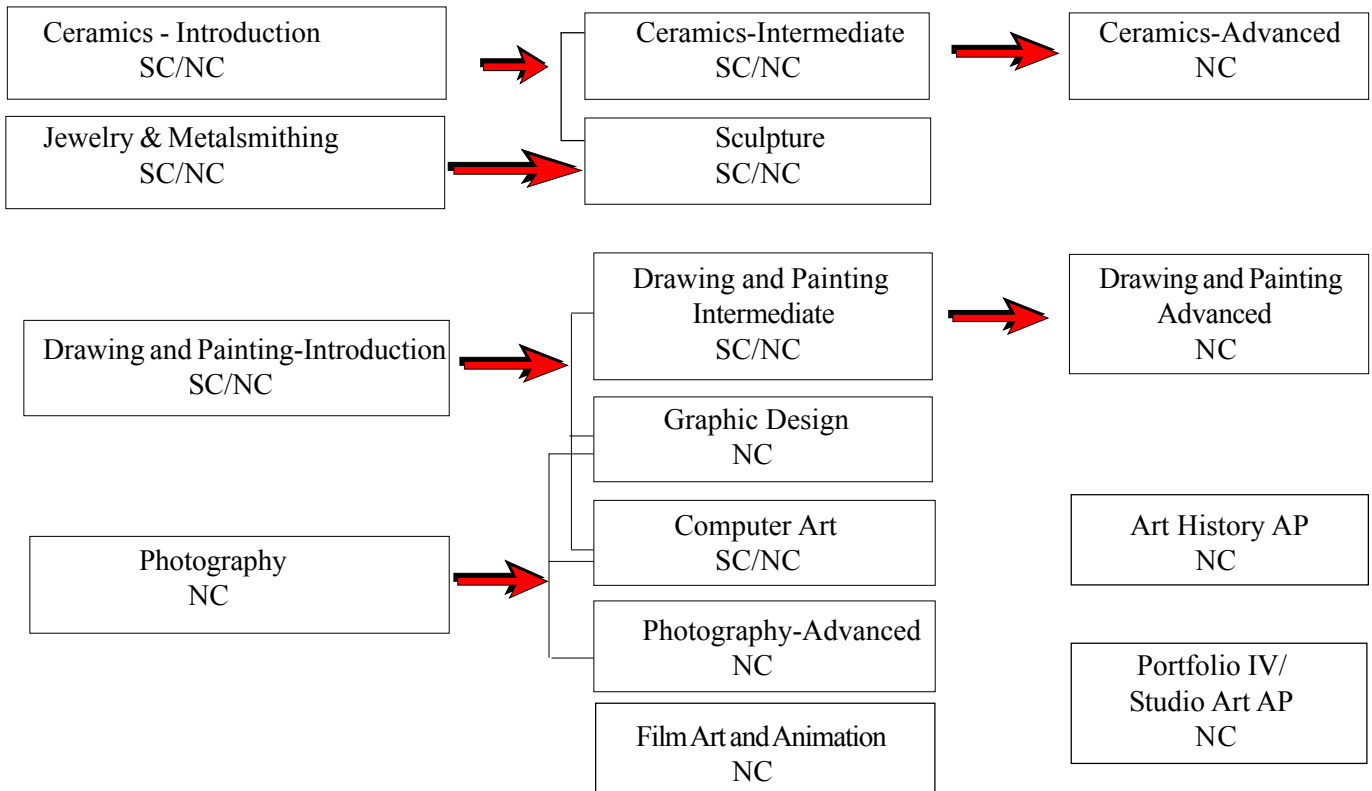 Ceramics - Introduction
SC/NC
Ceramics-Intermediate
SC/NC
Ceramics-Advanced
NC
Jewelry & Metalsmithing
SC/NC
Sculpture
SC/NC
Drawing and Painting-Introduction
SC/NC
Drawing and Painting
Intermediate
SC/NC
Drawing and Painting
Advanced
NC
Graphic Design
NC
Photography
NC
Computer Art
SC/NC
Art History AP
NC
Photography-Advanced
NC
Film Art and Animation
NC
Portfolio IV/
Studio Art AP
NC